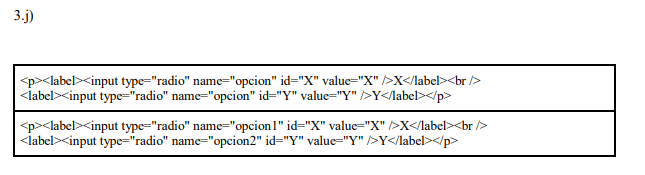 3.j)
<p><label><input type="radio" name="opcion" id="X" value="X" />X</label><br />
<label><input type="radio" name="opcion" id="Y" value="Y" />Y</label></p>
<p><label><input type="radio" name="opcion1" id="X" value="X" />X</label><br />
<label><input type="radio" name="opcion2" id="Y" value="Y" />Y</label></p>